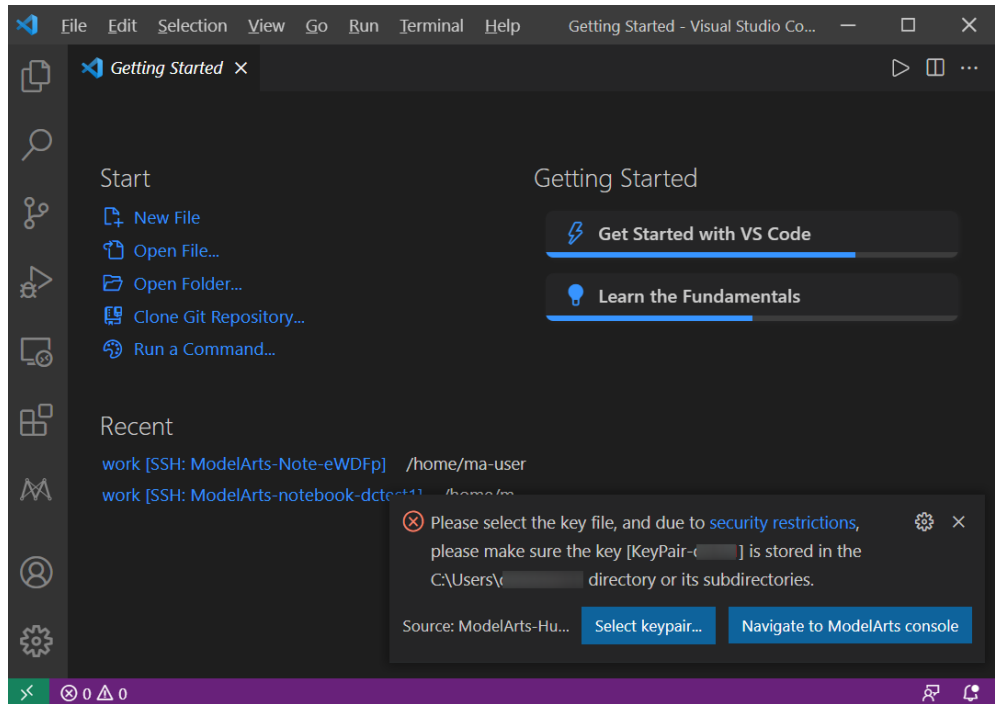 File Edit Selection View Go Run Terminal Help Getting Started - Visual Studio Co...
Getting Started
Start
New File
Open File...
Open Folder...
Clone Git Repository...
Run a Command...
Getting Started
Get Started with VS Code
Learn the Fundamentals
Recent
work [SSH: ModelArts-Note-eWDFp] /home/ma-user
work [SSH: ModelArts-notebook-dctest1] /home/m
Please select the key file, and due to security restrictions,
please make sure the key [KeyPair- ] is stored in the
C:\Users\ directory or its subdirectories.
Source: ModelArts-Hu... Select keypair... Navigate to ModelArts console
0 0